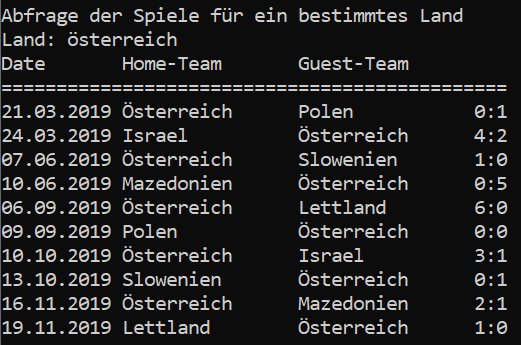 Abfrage der Spiele für ein bestimmtes Land
Land: österreich
Date Home-Team Guest-Team
==============================================
21.03.2019 Österreich Polen 0:1
24.03.2019 Israel Österreich 4:2
07.06.2019 Österreich Slowenien 1:0
10.06.2019 Mazedonien Österreich 0:5
06.09.2019 Österreich Lettland 6:0
09.09.2019 Polen Österreich 0:0
10.10.2019 Österreich Israel 3:1
13.10.2019 Slowenien Österreich 0:1
16.11.2019 Österreich Mazedonien 2:1
19.11.2019 Lettland Österreich 1:0